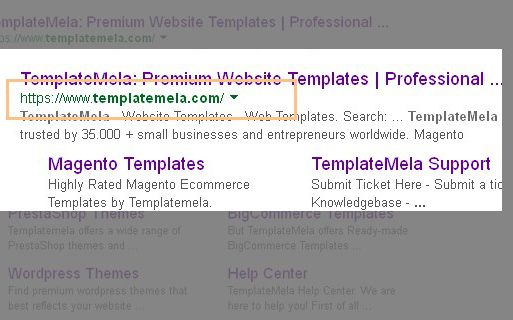 teMela: Premium Website Templates | Professional ...
s://www.templatemela.com/
TemplateMela: Premium Website Templates | Professional ...
https://www.templatemela.com/
TemplateMela - Website Templates - Web Templates. Search: ... TemplateMela
trusted by 35.000 + small businesses and entrepreneurs worldwide. Magento
Magento Templates
Highly Rated Magento Ecommerce
Templates by Templatemela.
TemplateMela Support
Submit Ticket Here - Submit a tic
Knowledgebase - ...
PrestaShop Themes
Templatemela offers a wide range of
PrestaShop themes and ...
BigCommerce Templates
But TemplateMela offers Ready-made
BigCommerce Templates ...
Wordpress Themes
Find premium wordpress themes that
best reflects your website ...
Help Center
TemplateMela Help Center. We are
here to help you! First of all ...